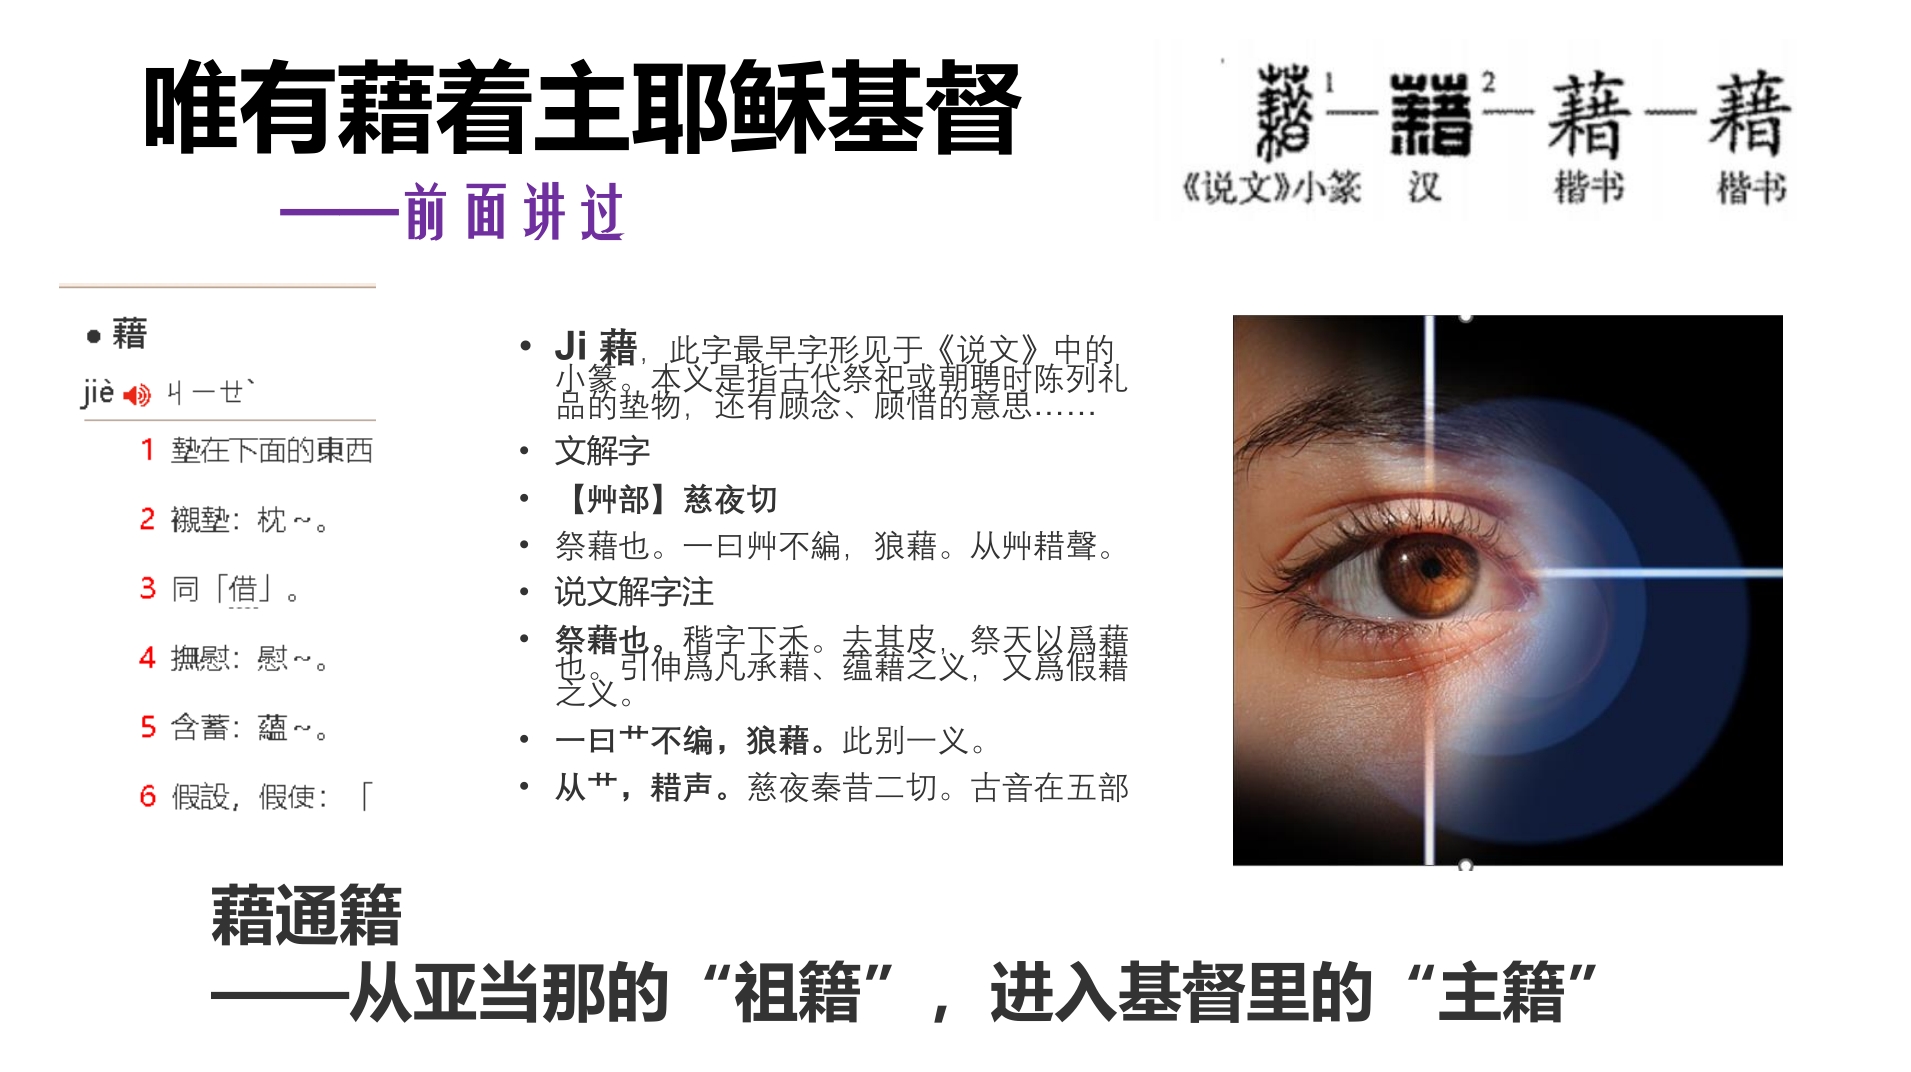 唯有藉着主耶稣基督
——前面讲过
1 2
《说文》小篆 汉 楷书 楷书
• 藉
jiè ㄐㄧㄝˋ
1 墊在下面的東西
2 襯墊：枕～。
3 同「借」。
4 撫慰：慰～。
5 含蓄：蘊～。
6 假設，假使：「
• Ji 藉，此字最早字形见于《说文》中的
小篆。本义是指古代祭祀或朝聘时陈列礼
品的垫物，还有顾念、顾惜的意思……
• 文解字
• 【艸部】慈夜切
• 祭藉也。一曰艸不編，狼藉。从艸耤聲。
• 说文解字注
• 祭藉也。稭字下禾。去其皮，祭天以爲藉
也。引伸爲凡承藉、蕴藉之义，又爲假藉
之义。
• 一曰艹不编，狼藉。此别一义。
• 从艹，耤声。慈夜秦昔二切。古音在五部
藉通籍
——从亚当那的“祖籍”，进入基督里的“主籍”